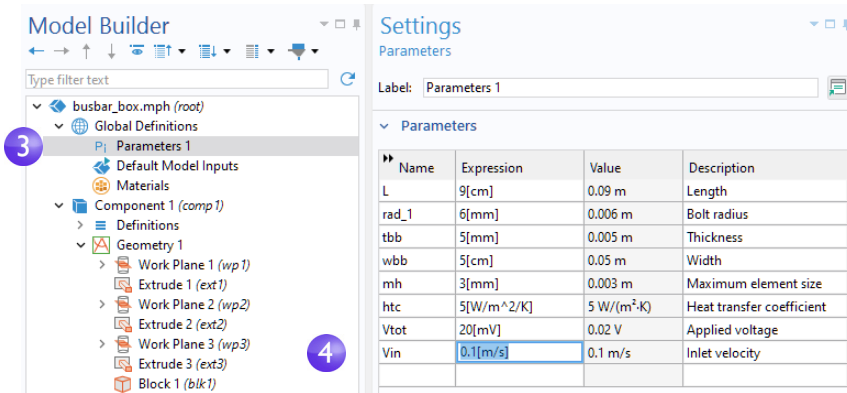 Model Builder
Type filter text
busbar_box.mph (root)
Global Definitions
3
Pi Parameters 1
Default Model Inputs
Materials
Component 1 (comp1)
Definitions
Geometry 1
Work Plane 1 (wp1)
Extrude 1 (ext1)
Work Plane 2 (wp2)
Extrude 2 (ext2)
Work Plane 3 (wp3)
4
Extrude 3 (ext3)
Block 1 (blk1)
Settings
Parameters
Label: Parameters 1
Parameters
Name Expression Value Description
L 9[cm] 0.09 m Length
rad_1 6[mm] 0.006 m Bolt radius
tbb 5[mm] 0.005 m Thickness
wbb 5[cm] 0.05 m Width
mh 3[mm] 0.003 m Maximum element size
htc 5[W/m^2/K] 5 W/(m²·K) Heat transfer coefficient
Vtot 20[mV] 0.02 V Applied voltage
Vin 0.1[m/s] 0.1 m/s Inlet velocity